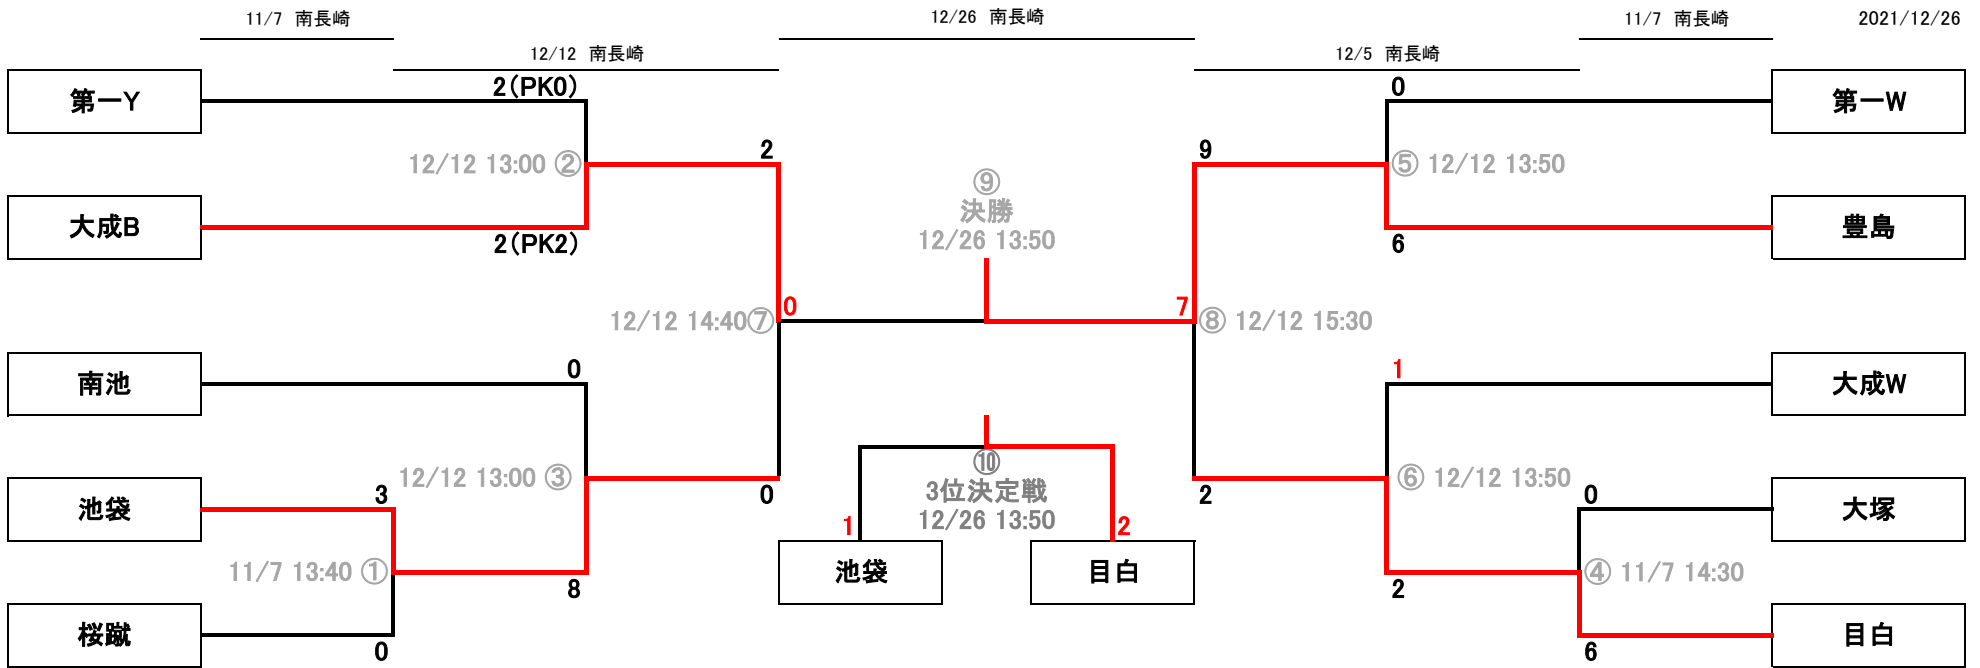 11/7 南長崎
12/26 南長崎
11/7 南長崎
2021/12/26
12/12 南長崎
12/5 南長崎
第一Y
2(PK0)
0
第一W
12/12 13:00 ②
2
9
⑤ 12/12 13:50
⑨
決勝
12/26 13:50
大成B
2(PK2)
6
豊島
12/12 14:40⑦
0
7
⑧ 12/12 15:30
南池
0
1
大成W
12/12 13:00 ③
⑩
3位決定戦
12/26 13:50
⑥ 12/12 13:50
池袋
3
0
2
0
大塚
1
2
11/7 13:40 ①
8
池袋
目白
2
④ 11/7 14:30
桜蹴
0
6
目白